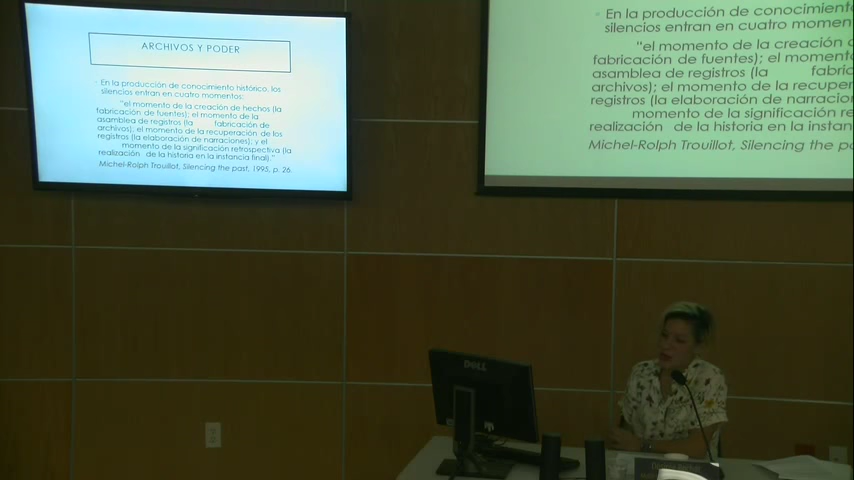 ARCHIVOS Y PODER
- En la producción de conocimiento histórico, los
silencios entran en cuatro momentos:
"el momento de la creación de hechos (la
fabricación de fuentes); el momento de la
asamblea de registros (la fabricación de
archivos); el momento de la recuperación de los
registros (la elaboración de narraciones); y el
momento de la significación retrospectiva (la
realización de la historia en la instancia final)."
Michel-Rolph Trouillot, Silencing the past, 1995, p. 26.
- En la producción de conocimient
silencios entran en cuatro momen
"el momento de la creación d
fabricación de fuentes); el moment
asamblea de registros (la fabric
archivos); el momento de la recuper
registros (la elaboración de narracion
momento de la significación re
realización de la historia en la instan
Michel-Rolph Trouillot, Silencing the pa
DELL